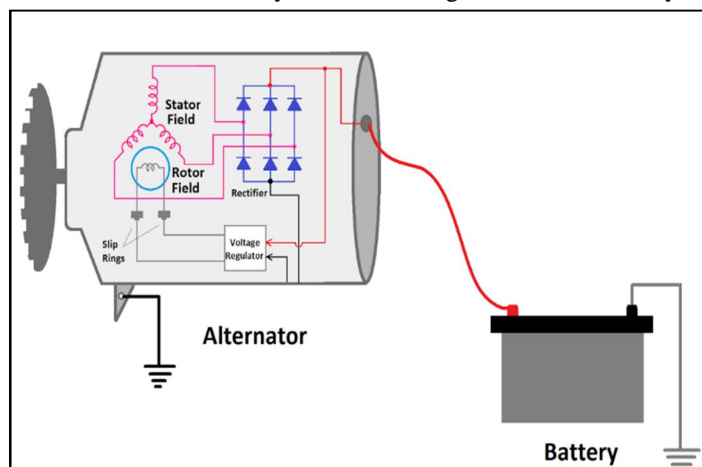 Stator
Field
Rotor
Field
Rectifier
Slip
Rings
Voltage
Regulator
Alternator
Battery